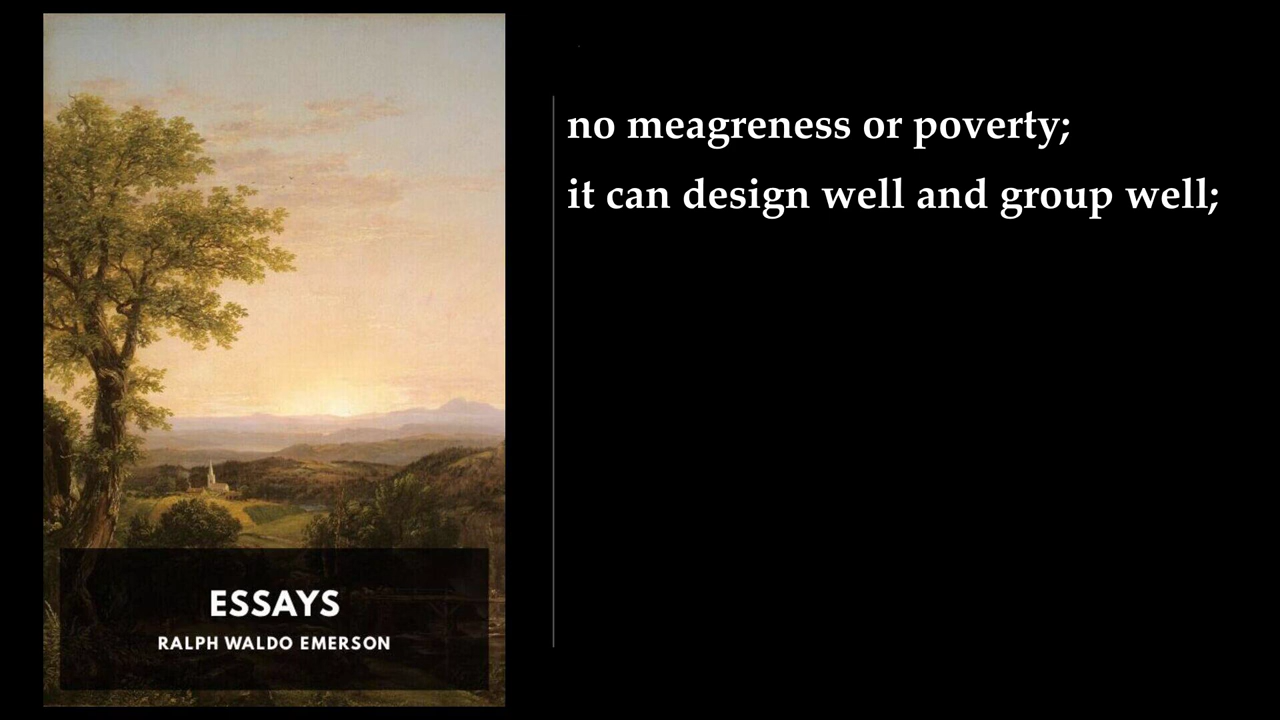 ESSAYS
RALPH WALDO EMERSON
no meagreness or poverty;
it can design well and group well;